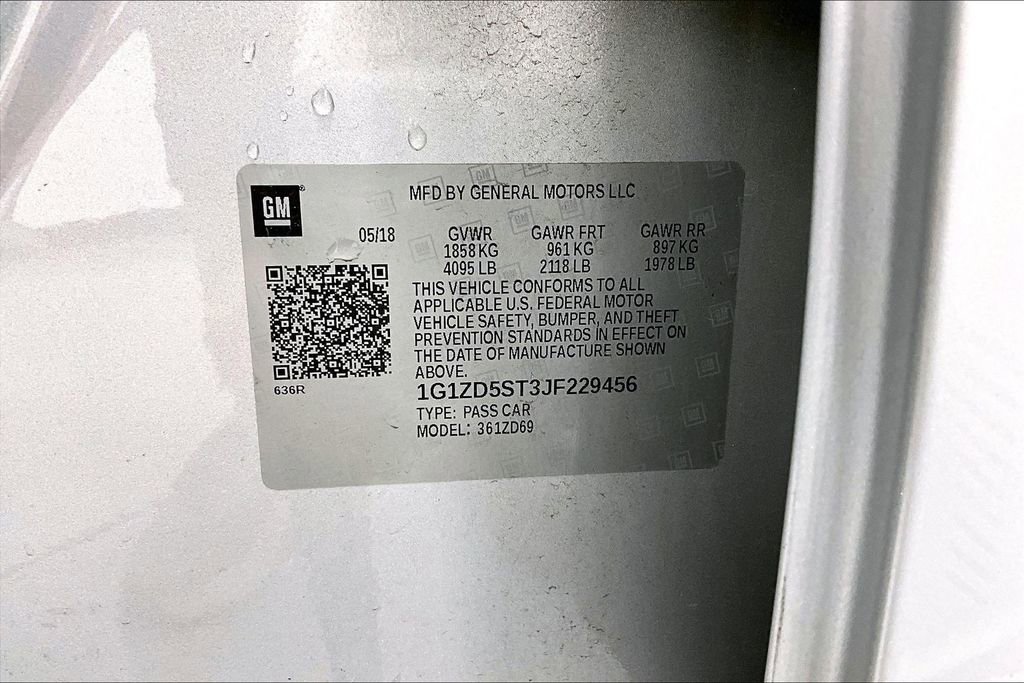 MFD BY GENERAL MOTORS LLC
GM
05/18
GVWR GAWR FRT GAWR RR
1858 KG 961 KG 897 KG
4095 LB 2118 LB 1978 LB
THIS VEHICLE CONFORMS TO ALL
APPLICABLE U.S. FEDERAL MOTOR
VEHICLE SAFETY, BUMPER, AND THEFT
PREVENTION STANDARDS IN EFFECT ON
THE DATE OF MANUFACTURE SHOWN
ABOVE.
636R
1G1ZD5ST3JF229456
TYPE: PASS CAR
MODEL: 361ZD69